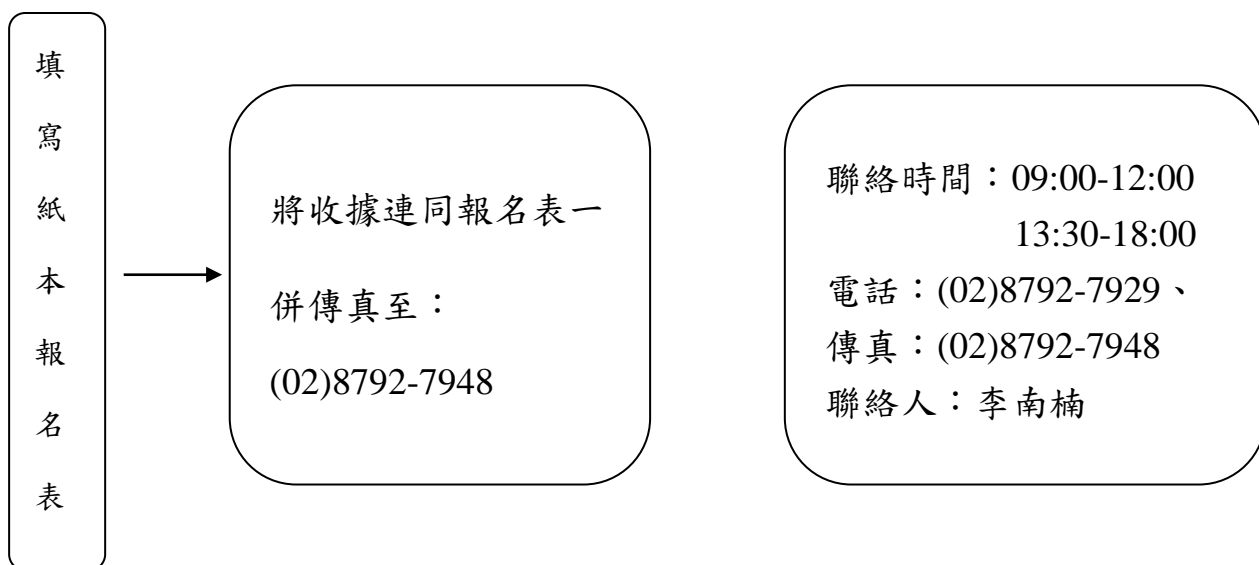 填寫紙本報名表
將收據連同報名表一
併傳真至：
(02)8792-7948
聯絡時間：09:00-12:00
13:30-18:00
電話：(02)8792-7929、
傳真：(02)8792-7948
聯絡人：李南楠